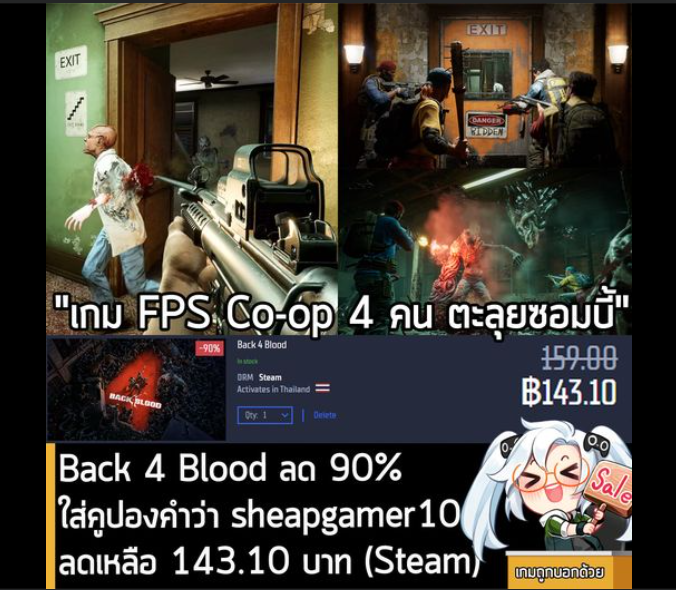 EXIT
EXIT
DANGER
"เกม FPS Co-op 4 คน ตะลุยซอมบี้"
-90%
BACK 4 BLOOD
Back 4 Blood
In stock
DRM Steam
Activates in Thailand
Qty: 1
Delete
159.00
฿143.10
Back 4 Blood ลด 90%
ใส่คูปองคำว่า sheapgamer10
ลดเหลือ 143.10 บาท (Steam)
Sale
เกมถูกบอกด้วย